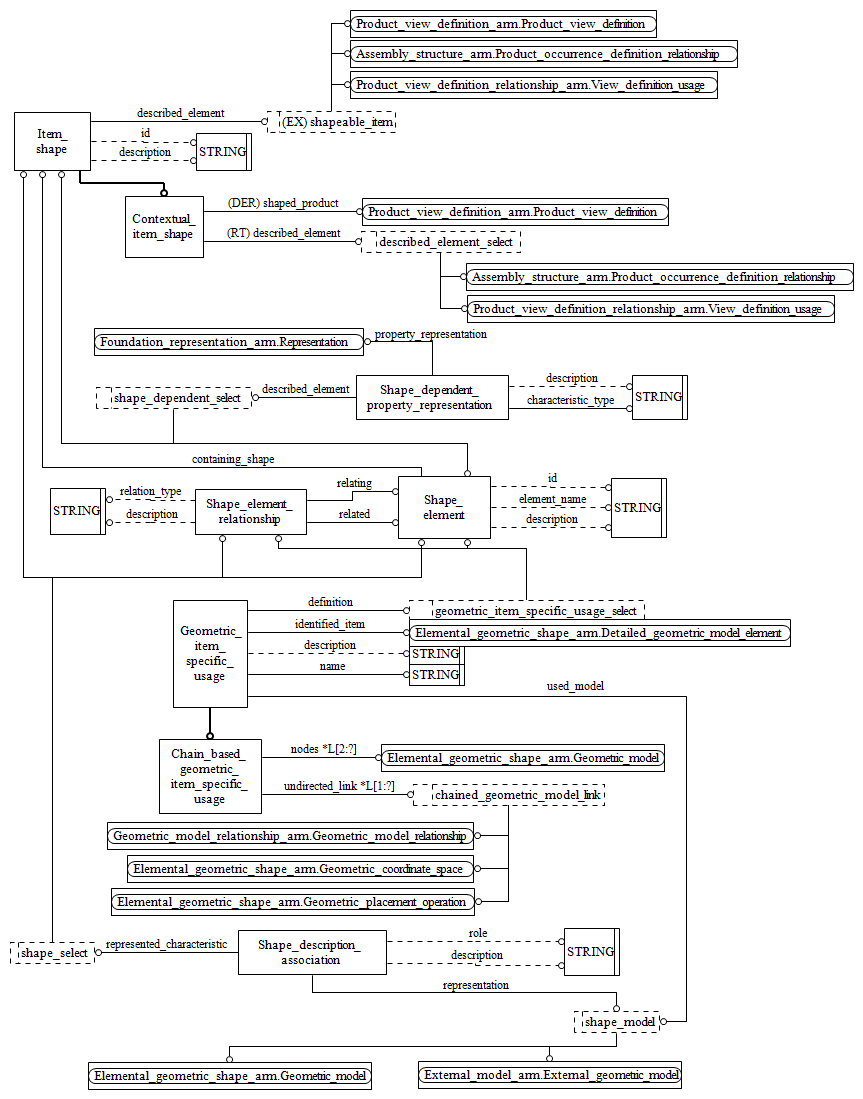 Product_view_definition_arm.Product_view_definition
Assembly_structure_arm.Product_occurrence_definition_relationship
Product_view_definition_relationship_arm.View_definition_usage
described_element
(EX) shapeable_item
Item_
shape
id
description
STRING
Contextual_
item_shape
(DER) shaped_product
Product_view_definition_arm.Product_view_definition
(RT) described_element
described_element_select
Assembly_structure_arm.Product_occurrence_definition_relationship
Product_view_definition_relationship_arm.View_definition_usage
property_representation
Foundation_representation_arm.Representation
shape_dependent_select
described_element
Shape_dependent_
property_representation
description
characteristic_type
STRING
containing_shape
STRING
relation_type
description
Shape_element_
relationship
relating
related
Shape_
element
id
element_name
description
STRING
Geometric_
item_
specific_
usage
definition
geometric_item_specific_usage_select
identified_item
Elemental_geometric_shape_arm.Detailed_geometric_model_element
description
STRING
name
STRING
used_model
Chain_based_
geometric_
item_specific_
usage
nodes *L[2:?]
Elemental_geometric_shape_arm.Geometric_model
undirected_link *L[1:?]
chained_geometric_model_link
Geometric_model_relationship_arm.Geometric_model_relationship
Elemental_geometric_shape_arm.Geometric_coordinate_space
Elemental_geometric_shape_arm.Geometric_placement_operation
shape_select
represented_characteristic
Shape_description_
association
role
description
STRING
representation
shape_model
Elemental_geometric_shape_arm.Geometric_model
External_model_arm.External_geometric_model